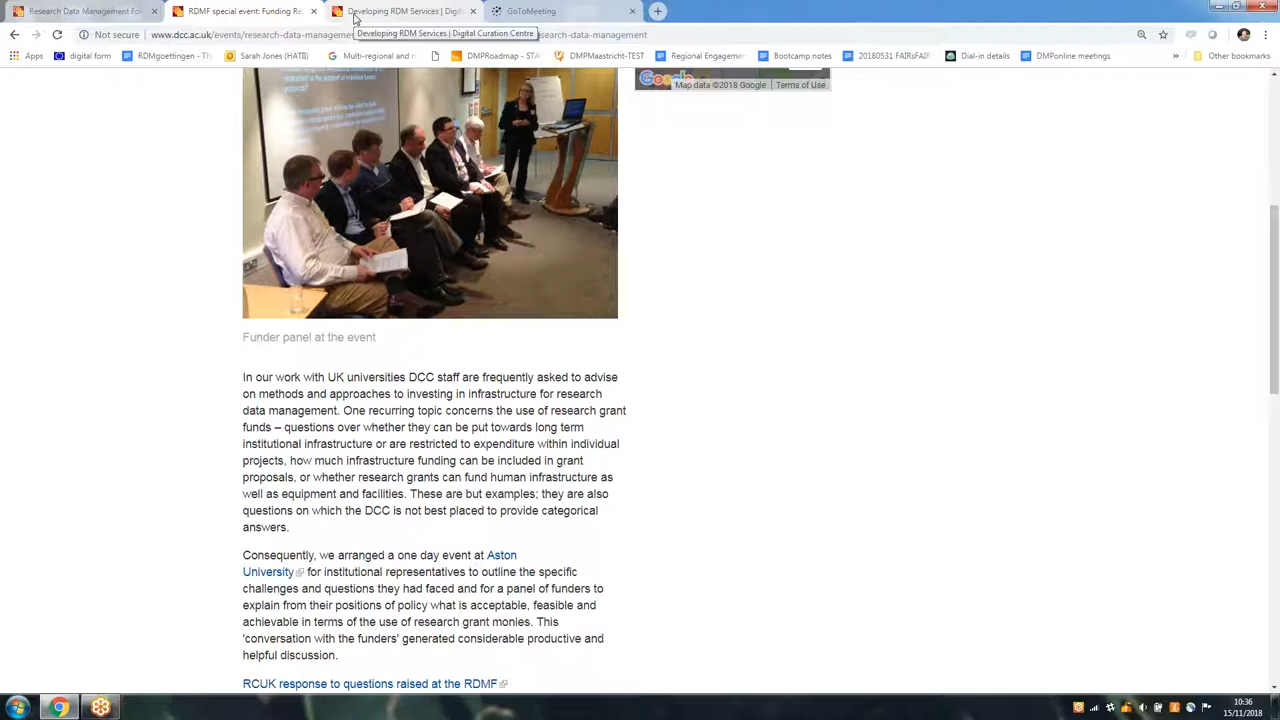 Research Data Management Fo
RDMF special event: Funding Re
Developing RDM Services | Digit
GoToMeeting
Not secure
www.dcc.ac.uk/events/research-data-manageme
Developing RDM Services | Digital Curation Centre
esearch-data-management
Apps
digital form
RDMgoettingen
Sarah Jones (HATII)
Multi-regional and m
DMPRoadmap - STA
DMPMaastricht-TEST
Regional Engagemen
Bootcamp notes
20180531 FAIRsFAIR
Dial-in details
DMPonline meetings
»
Other bookmarks
Google
Map data ©2018 Google
Terms of Use
Funder panel at the event
In our work with UK universities DCC staff are frequently asked to advise
on methods and approaches to investing in infrastructure for research
data management. One recurring topic concerns the use of research grant
funds – questions over whether they can be put towards long term
institutional infrastructure or are restricted to expenditure within individual
projects, how much infrastructure funding can be included in grant
proposals, or whether research grants can fund human infrastructure as
well as equipment and facilities. These are but examples; they are also
questions on which the DCC is not best placed to provide categorical
answers.
Consequently, we arranged a one day event at Aston
University for institutional representatives to outline the specific
challenges and questions they had faced and for a panel of funders to
explain from their positions of policy what is acceptable, feasible and
achievable in terms of the use of research grant monies. This
'conversation with the funders' generated considerable productive and
helpful discussion.
RCUK response to questions raised at the RDMF
10:36
15/11/2018